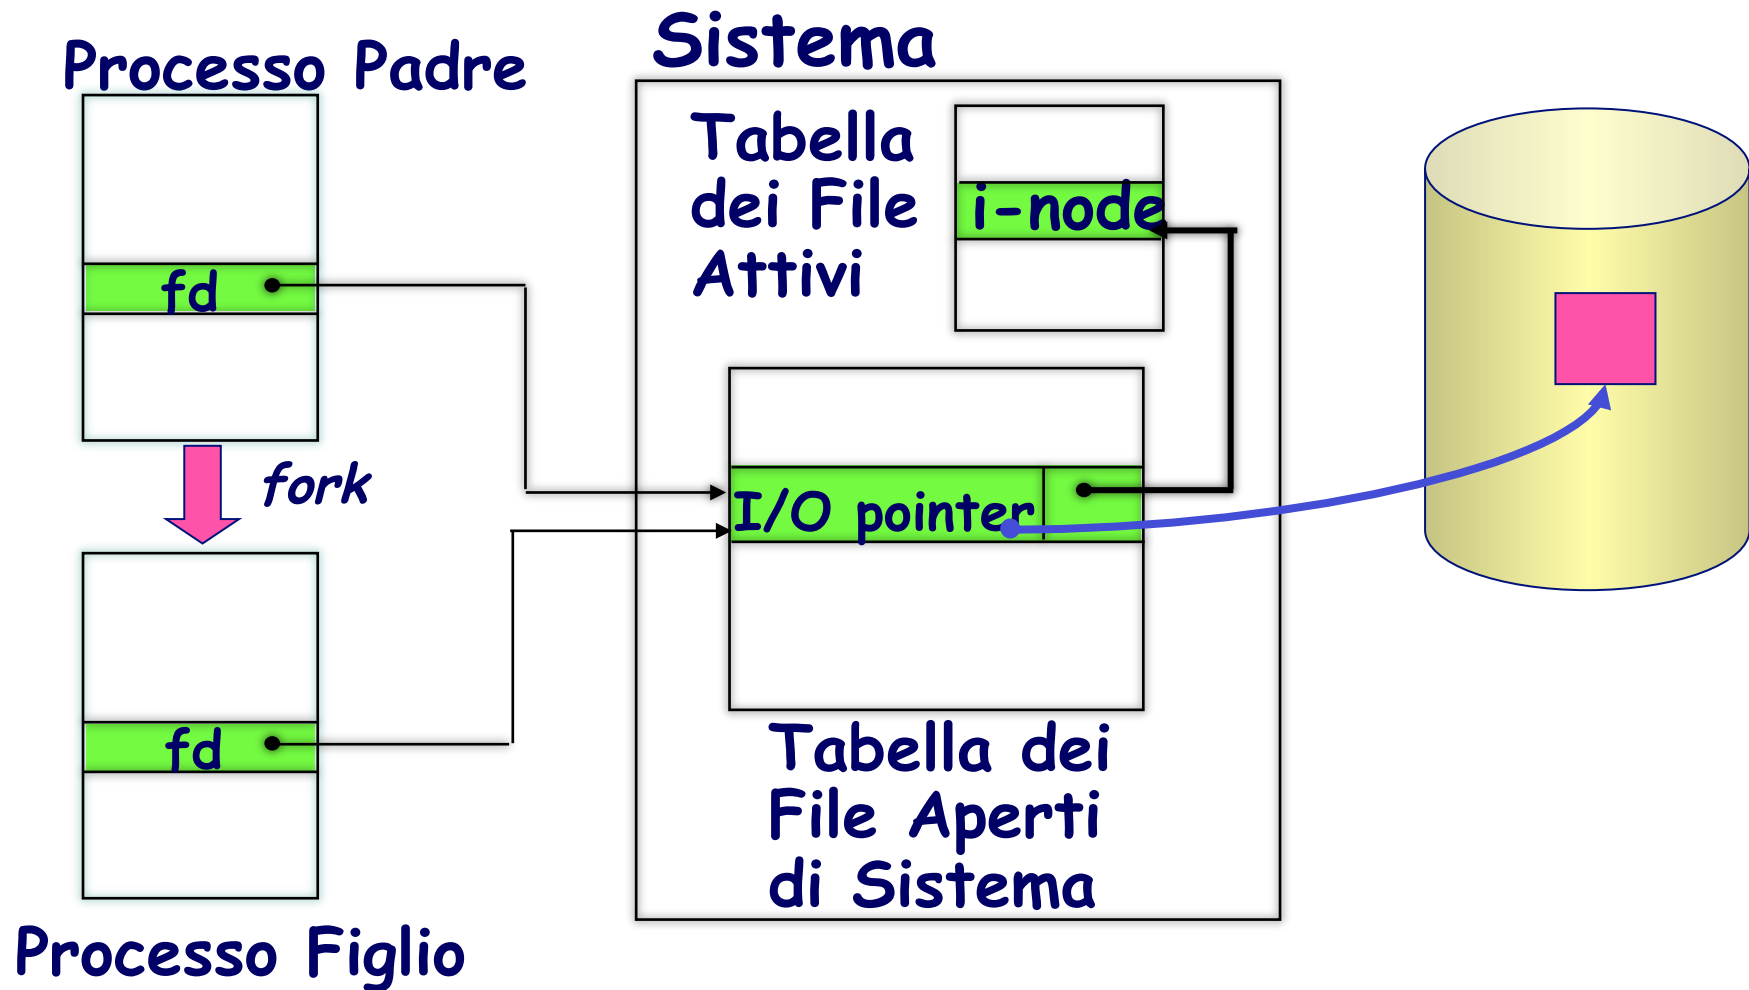 Sistema
Processo Padre
Tabella
dei File
Attivi
i-node
fd
fork
I/O pointer
fd
Tabella dei
File Aperti
di Sistema
Processo Figlio